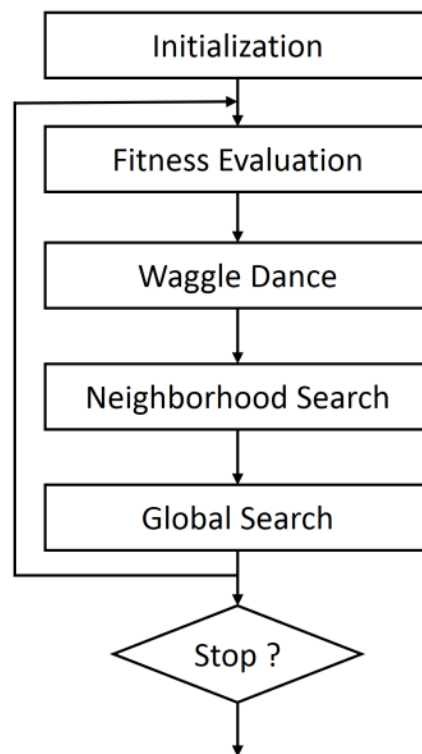 Initialization
Fitness Evaluation
Waggle Dance
Neighborhood Search
Global Search
Stop ?